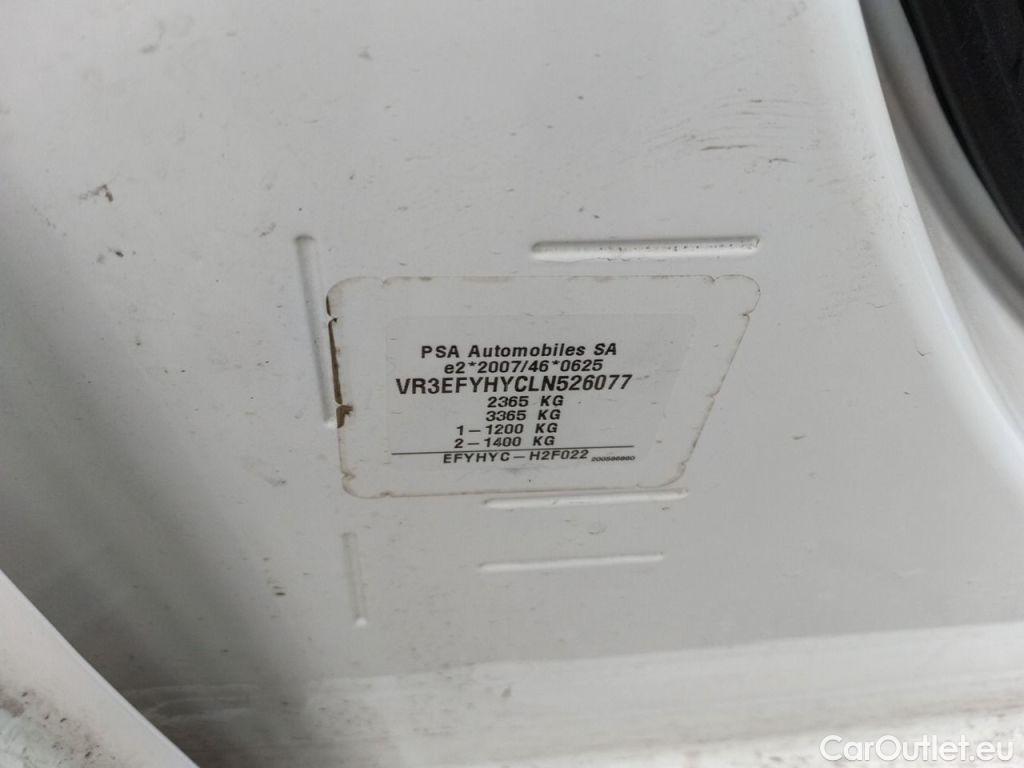 PSA Automobiles SA
e2*2007/46*0625
VR3EFYHYCLN526077
2365 KG
3365 KG
1-1200 KG
2-1400 KG
EFYHYC-H2F022 200586860
CarOutlet.eu